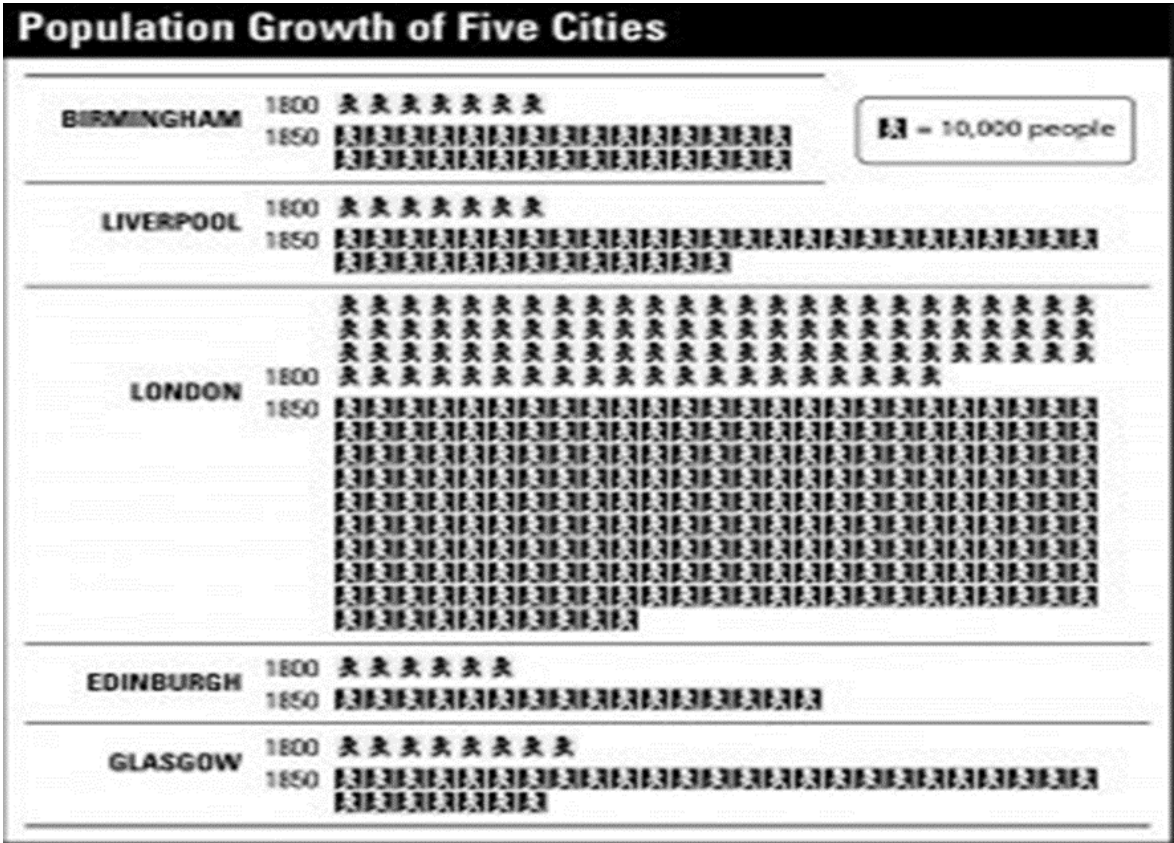 Population Growth of Five Cities
BIRMINGHAM
1800
1850
= 10,000 people
LIVERPOOL
1800
1850
LONDON
1800
1850
EDINBURGH
1800
1850
GLASGOW
1800
1850